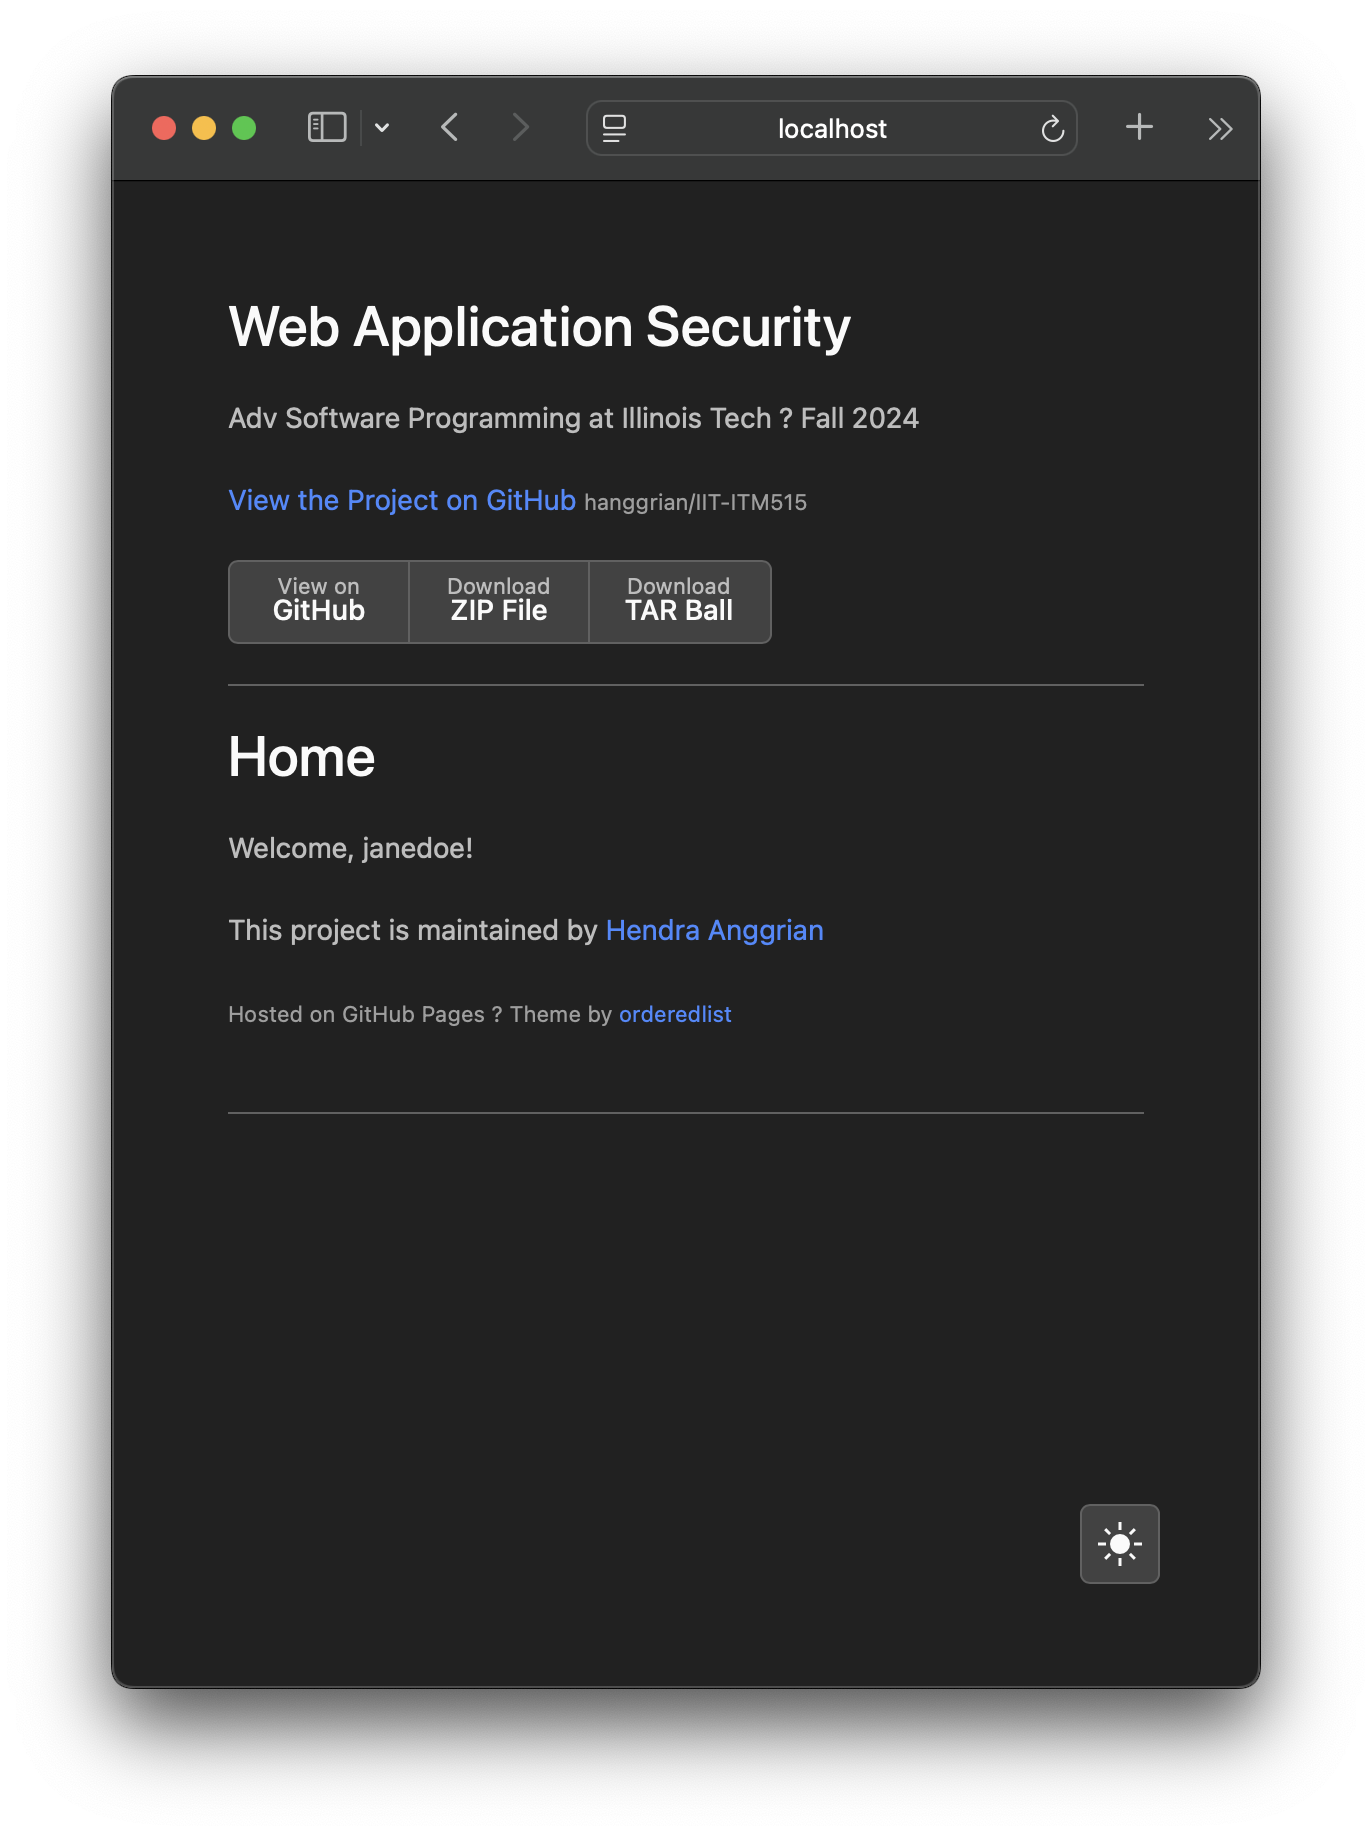 localhost
Web Application Security
Adv Software Programming at Illinois Tech ? Fall 2024
View the Project on GitHub hanggrian/IIT-ITM515
View on
GitHub
Download
ZIP File
Download
TAR Ball
Home
Welcome, janedoe!
This project is maintained by Hendra Anggrian
Hosted on GitHub Pages ? Theme by orderedlist